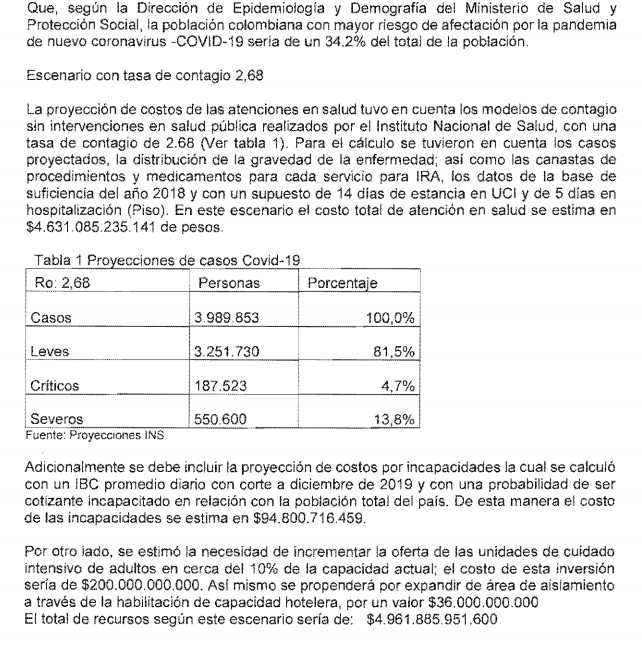 Que, según la Dirección de Epidemiología y Demografía del Ministerio de Salud y
Protección Social, la población colombiana con mayor riesgo de afectación por la pandemia
de nuevo coronavirus -COVID-19 sería de un 34.2% del total de la población.
Escenario con tasa de contagio 2,68
La proyección de costos de las atenciones en salud tuvo en cuenta los modelos de contagio
sin intervenciones en salud pública realizados por el Instituto Nacional de Salud, con una
tasa de contagio de 2.68 (Ver tabla 1). Para el cálculo se tuvieron en cuenta los casos
proyectados, la distribución de la gravedad de la enfermedad; así como las canastas de
procedimientos y medicamentos para cada servicio para IRA, los datos de la base de
suficiencia del año 2018 y con un supuesto de 14 días de estancia en UCI y de 5 días en
hospitalización (Piso). En este escenario el costo total de atención en salud se estima en
$4.631.085.235.141 de pesos.
Tabla 1 Proyecciones de casos Covid-19
Ro: 2,68 Personas Porcentaje
Casos 3.989.853 100,0%
Leves 3.251.730 81,5%
Críticos 187.523 4,7%
Severos 550.600 13,8%
Fuente: Proyecciones INS
Adicionalmente se debe incluir la proyección de costos por incapacidades la cual se calculó
con un IBC promedio diario con corte a diciembre de 2019 y con una probabilidad de ser
cotizante incapacitado en relación con la población total del país. De esta manera el costo
de las incapacidades se estima en $94.800.716.459.
Por otro lado, se estimó la necesidad de incrementar la oferta de las unidades de cuidado
intensivo de adultos en cerca del 10% de la capacidad actual; el costo de esta inversión
sería de $200.000.000.000. Así mismo se propenderá por expandir de área de aislamiento
a través de la habilitación de capacidad hotelera, por un valor $36.000.000.000
El total de recursos según este escenario sería de: $4.961.885.951.600